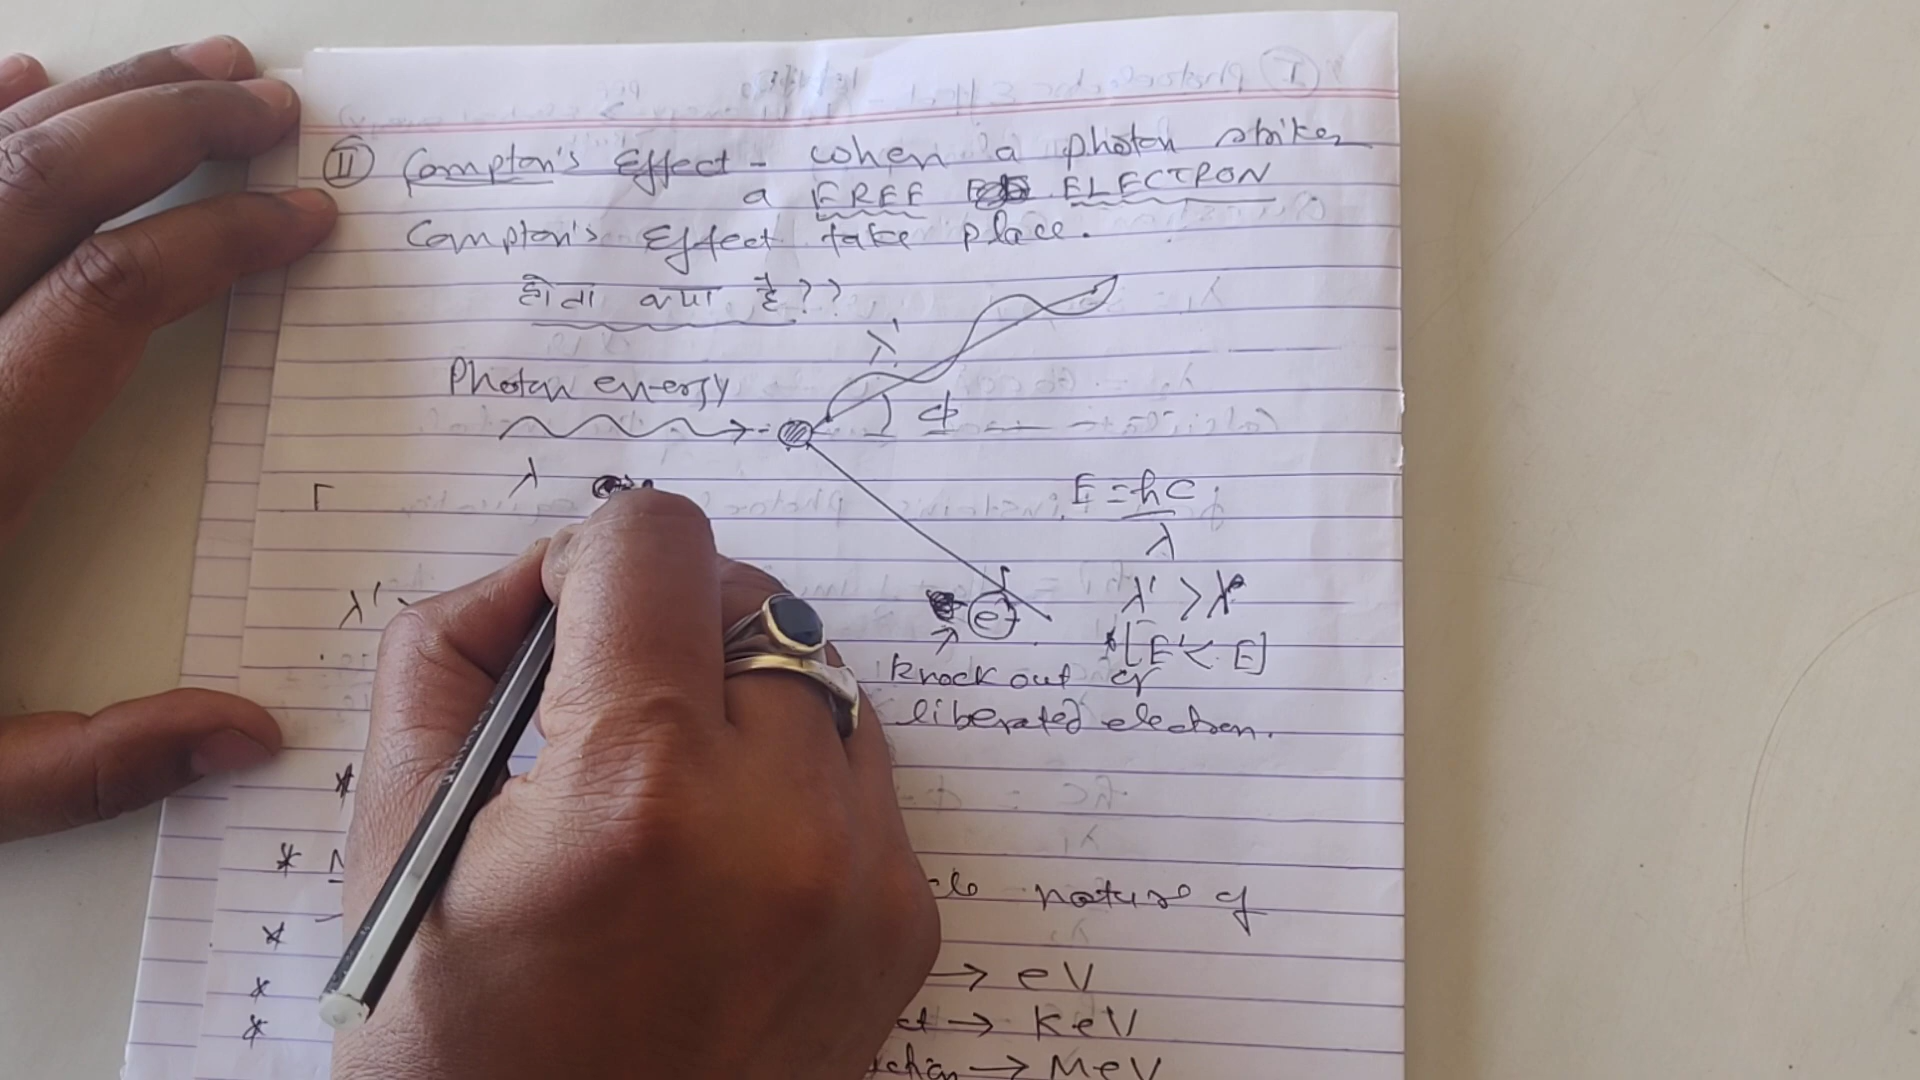 II Compton's Effect - when a photon strikes
a FREE ELECTRON
Compton's Effect take place.
होता क्या है??
λ'
Photon energy
ϕ
λ
E = hc
λ
λ'
λ' > λ
e-
*[E' < E]
knock out or
liberated electron.
*
*
nature of
*
* → eV
* → KeV
→ MeV